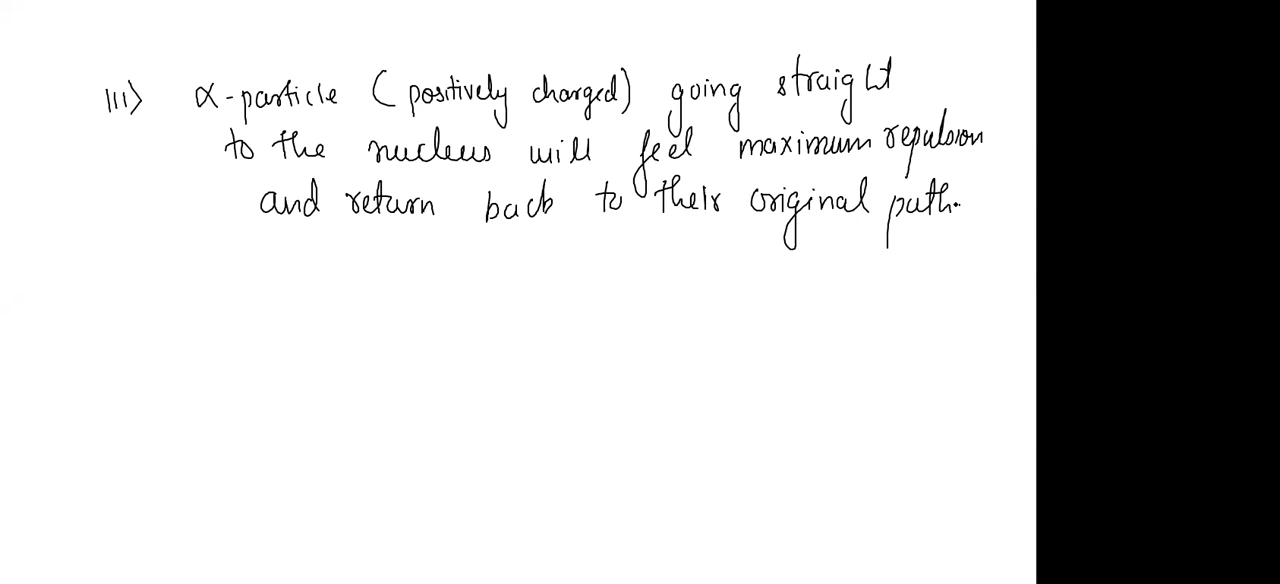 III) α-particle (positively charged) going straight
to the nucleus will feel maximum repulsion
and return back to their original path.